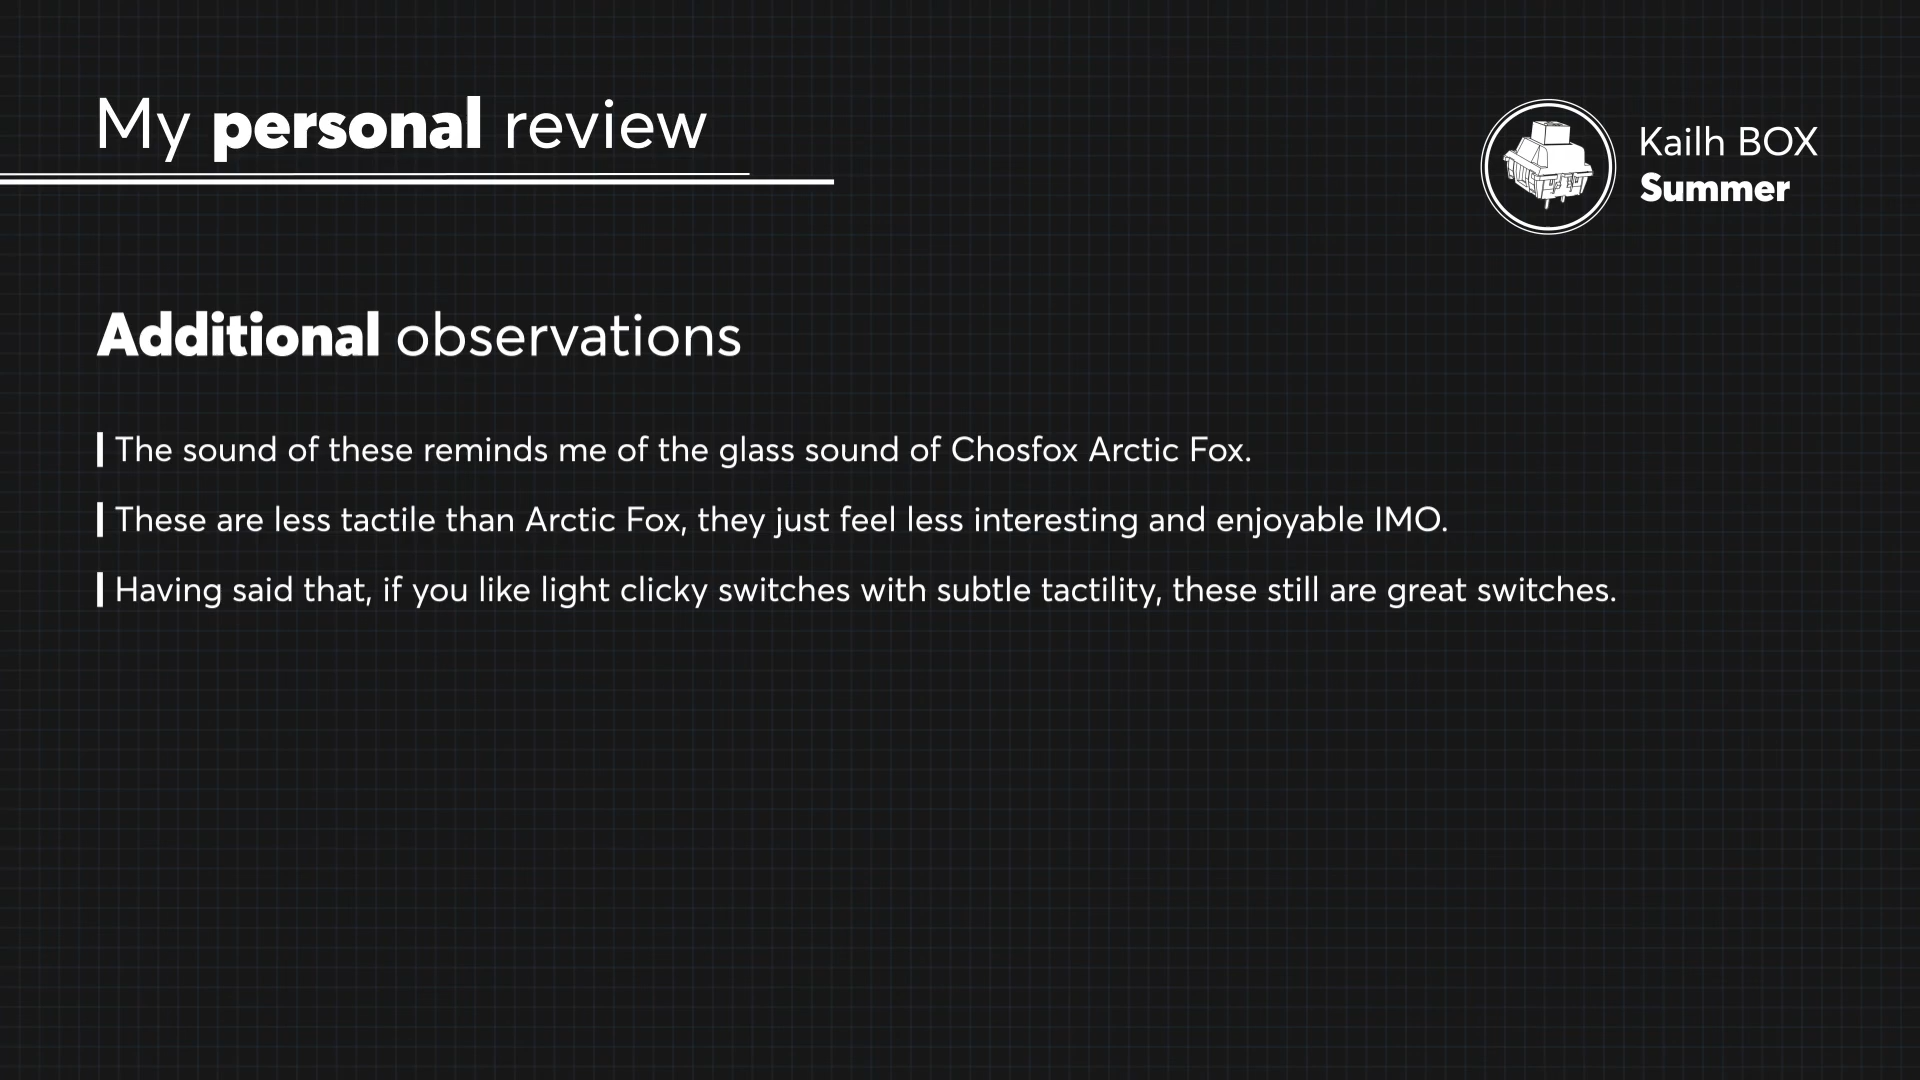 My personal review
Kailh BOX
Summer
Additional observations
The sound of these reminds me of the glass sound of Chosfox Arctic Fox.
These are less tactile than Arctic Fox, they just feel less interesting and enjoyable IMO.
Having said that, if you like light clicky switches with subtle tactility, these still are great switches.